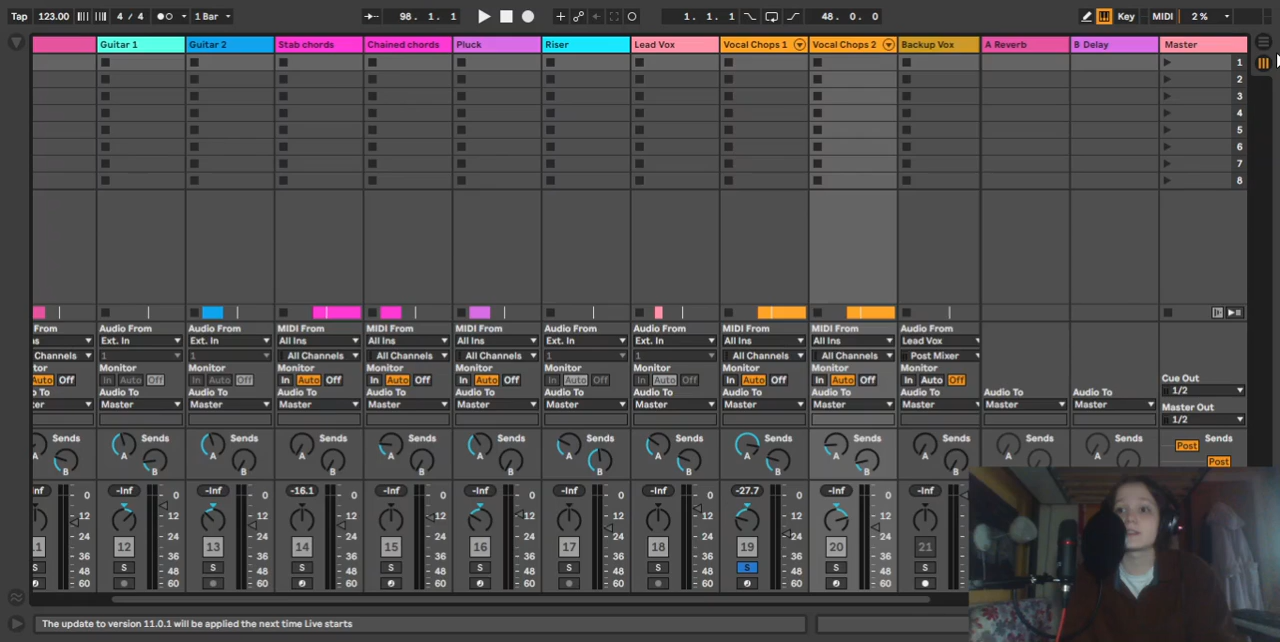 Tap 123.00 4 / 4 1 Bar 98. 1. 1 1. 1. 1 48. 0. 0 Key MIDI 2 %
Guitar 1 Guitar 2 Stab chords Chained chords Pluck Riser Lead Vox Vocal Chops 1 Vocal Chops 2 Backup Vox A Reverb B Delay Master
1
2
3
4
5
6
7
8
From Audio From Audio From MIDI From MIDI From MIDI From Audio From Audio From MIDI From MIDI From Audio From
Ext. In Ext. In All Ins All Ins All Ins Ext. In Ext. In All Ins All Ins Lead Vox
Channels 1 1 All Channels All Channels All Channels 1 1 All Channels All Channels Post Mixer
Monitor Monitor Monitor Monitor Monitor Monitor Monitor Monitor Monitor Monitor
Auto Off In Auto Off In Auto Off In Auto Off In Auto Off In Auto Off In Auto Off In Auto Off In Auto Off In Auto Off In Auto Off Cue Out
To Audio To Audio To Audio To Audio To Audio To Audio To Audio To Audio To Audio To Audio To Audio To Audio To 1/2
Master Master Master Master Master Master Master Master Master Master Master Master Master Out
1/2
Sends Sends Sends Sends Sends Sends Sends Sends Sends Sends Sends Sends Sends
A A A A A A A A A A A A Post
B B B B B B B B B B B Post
-Inf -Inf -16.1 -Inf -Inf -Inf -Inf -27.7 -Inf -Inf
0 0 0 0 0 0 0 0 0 0
12 12 12 12 12 12 12 12 12 12
24 24 24 24 24 24 24 24 24 24
36 36 36 36 36 36 36 36 36 36
48 48 48 48 48 48 48 48 48 48
60 60 60 60 60 60 60 60 60 60
12 13 14 15 16 17 18 19 20 21
S S S S S S S S S S S
The update to version 11.0.1 will be applied the next time Live starts